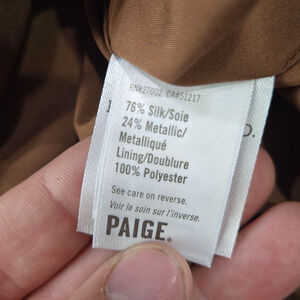 RN#27002 CA#51217
76% Silk/Soie
24% Metallic/
Metalliqué
Lining/Doublure
100% Polyester
See care on reverse.
Voir le soin sur l'inverse.
PAIGE.